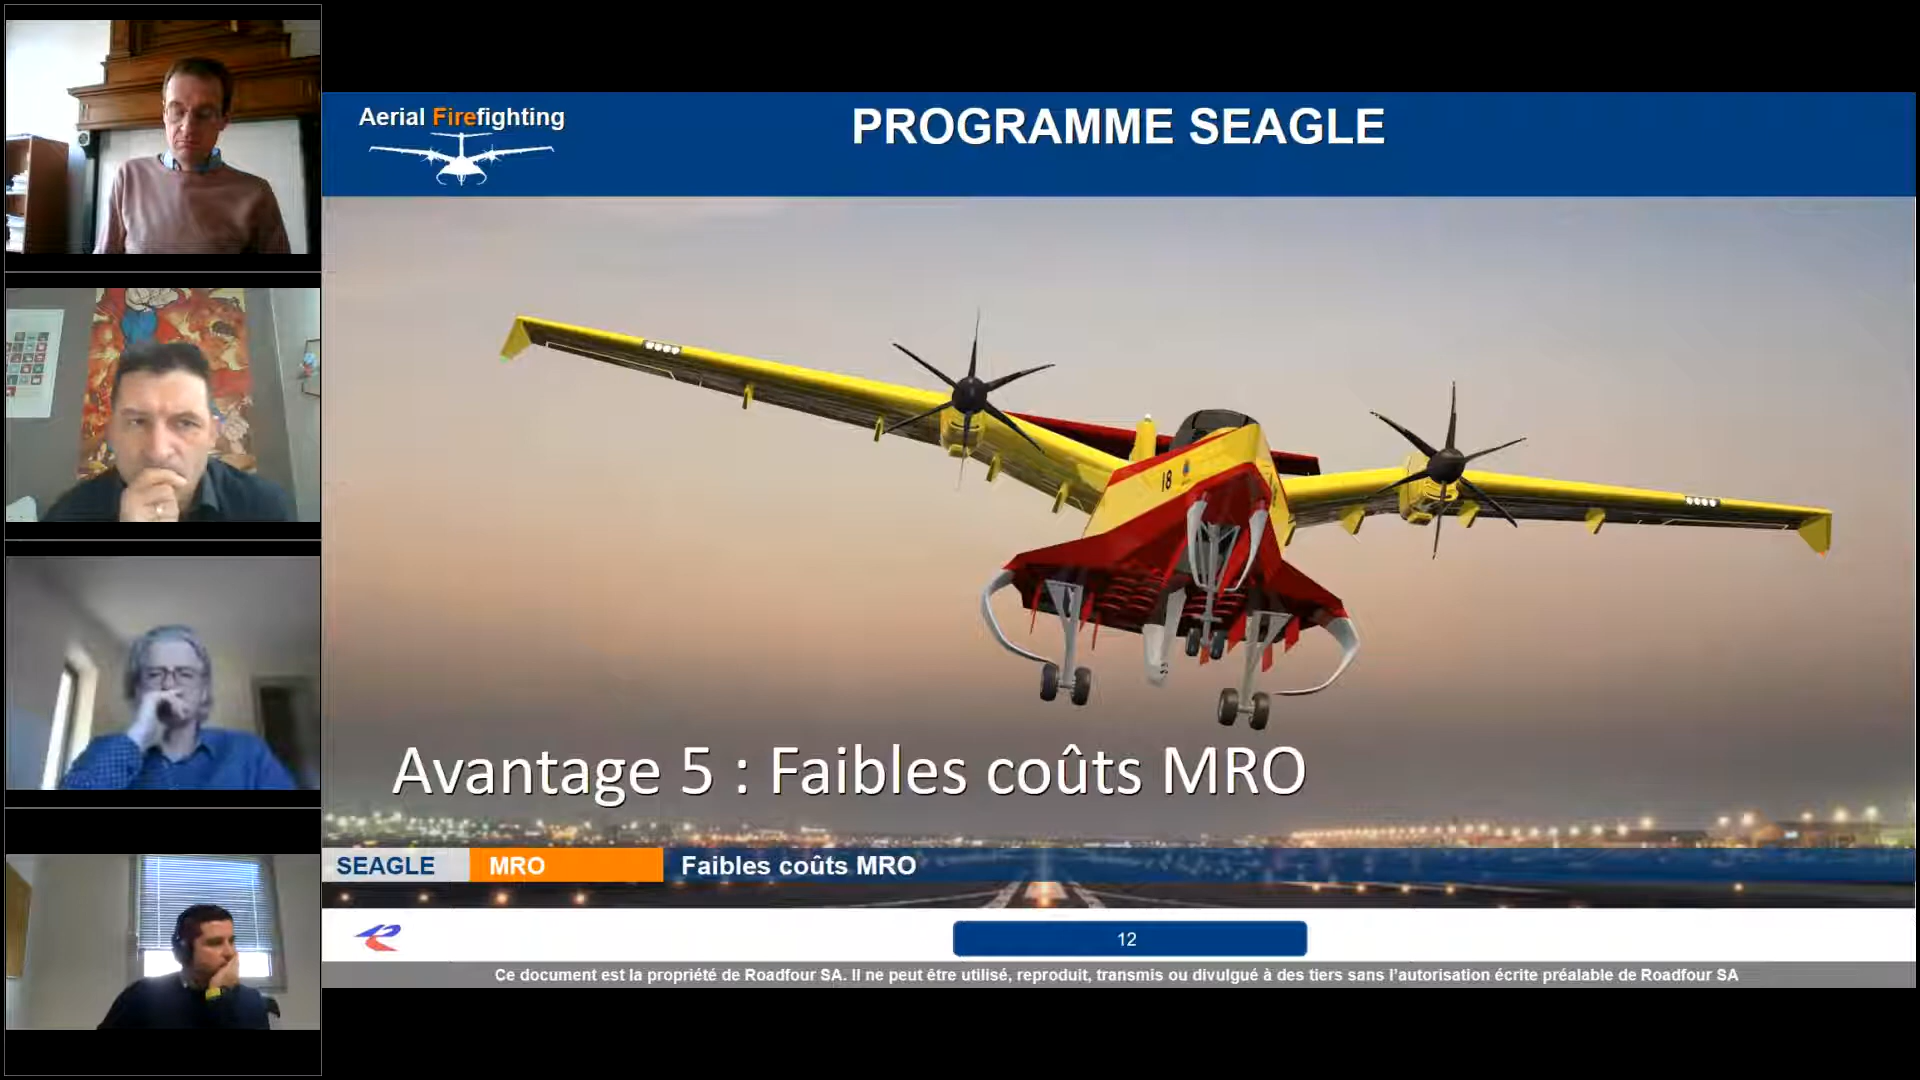 Aerial Firefighting
PROGRAMME SEAGLE
18
Avantage 5 : Faibles coûts MRO
SEAGLE MRO Faibles coûts MRO
12
Ce document est la propriété de Roadfour SA. Il ne peut être utilisé, reproduit, transmis ou divulgué à des tiers sans l’autorisation écrite préalable de Roadfour SA